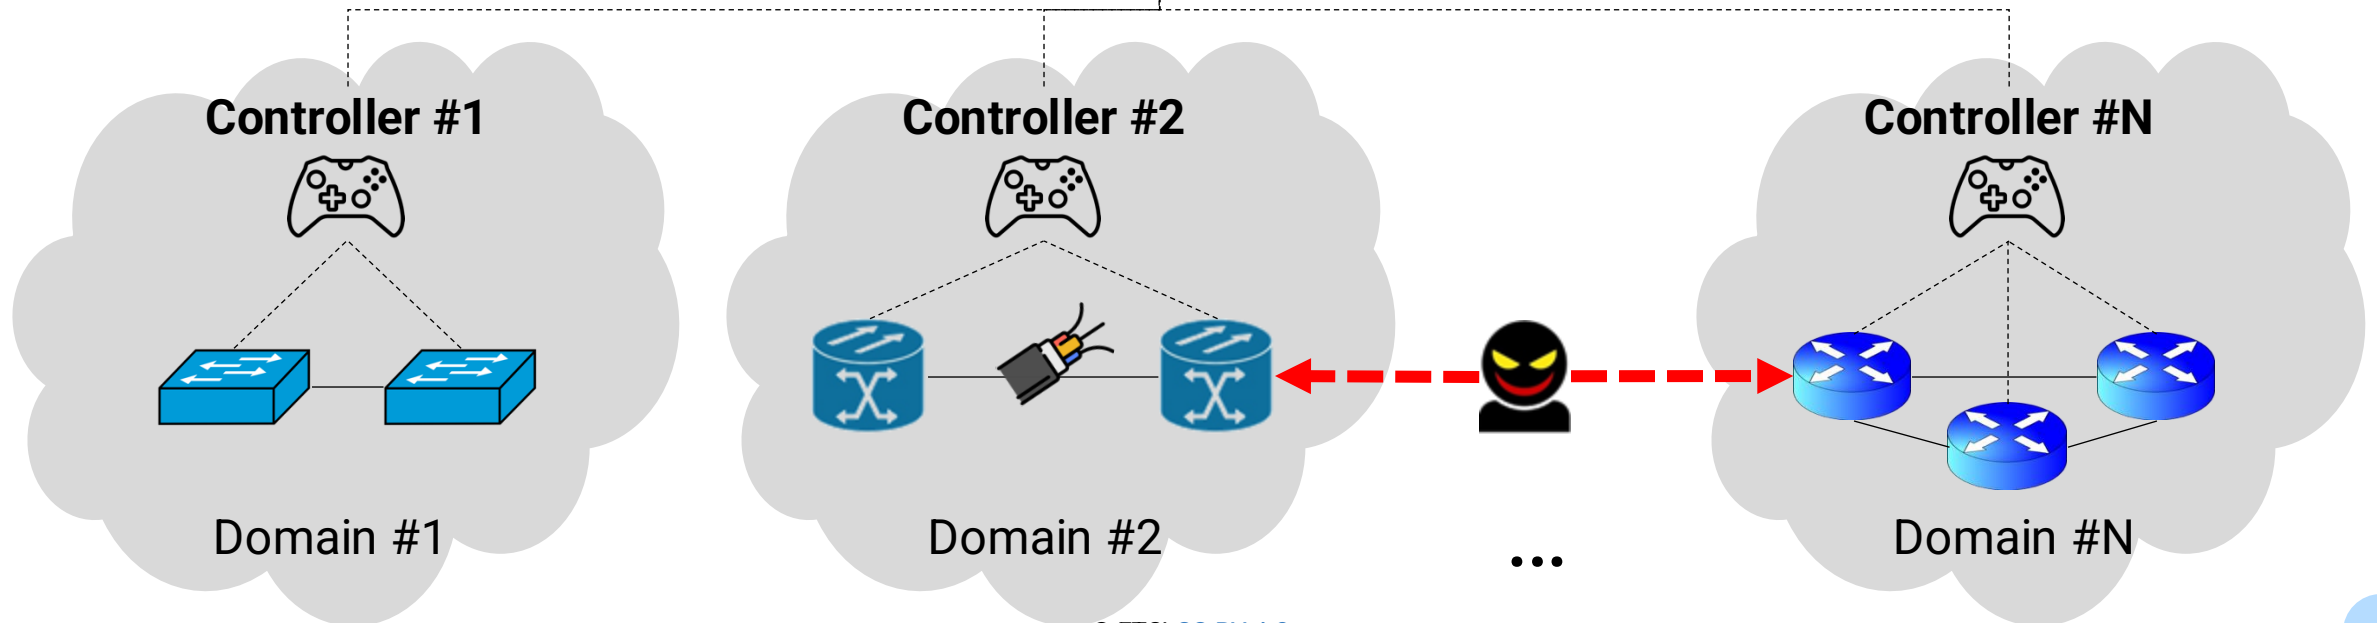 Controller #1
Controller #2
Controller #N
Domain #1
Domain #2
...
Domain #N